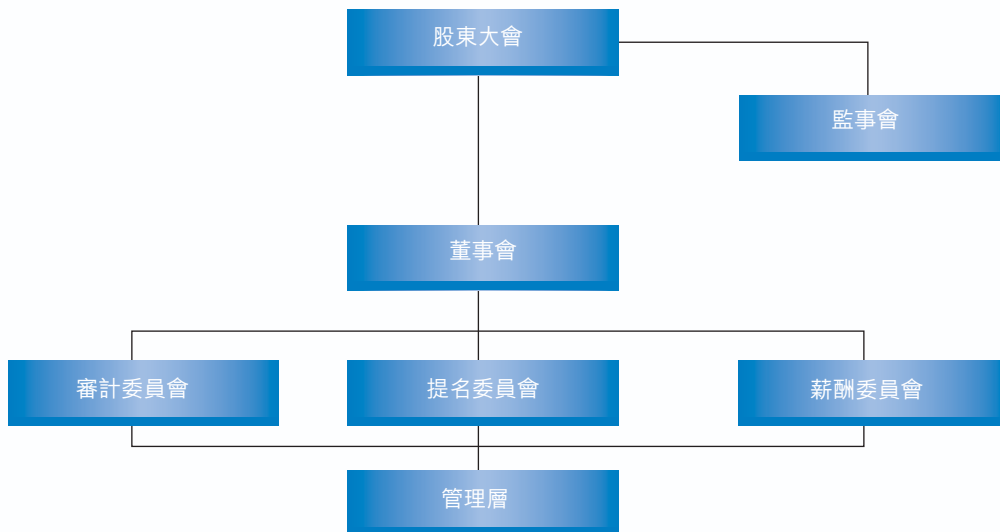 股東大會
監事會
董事會
審計委員會
提名委員會
薪酬委員會
管理層